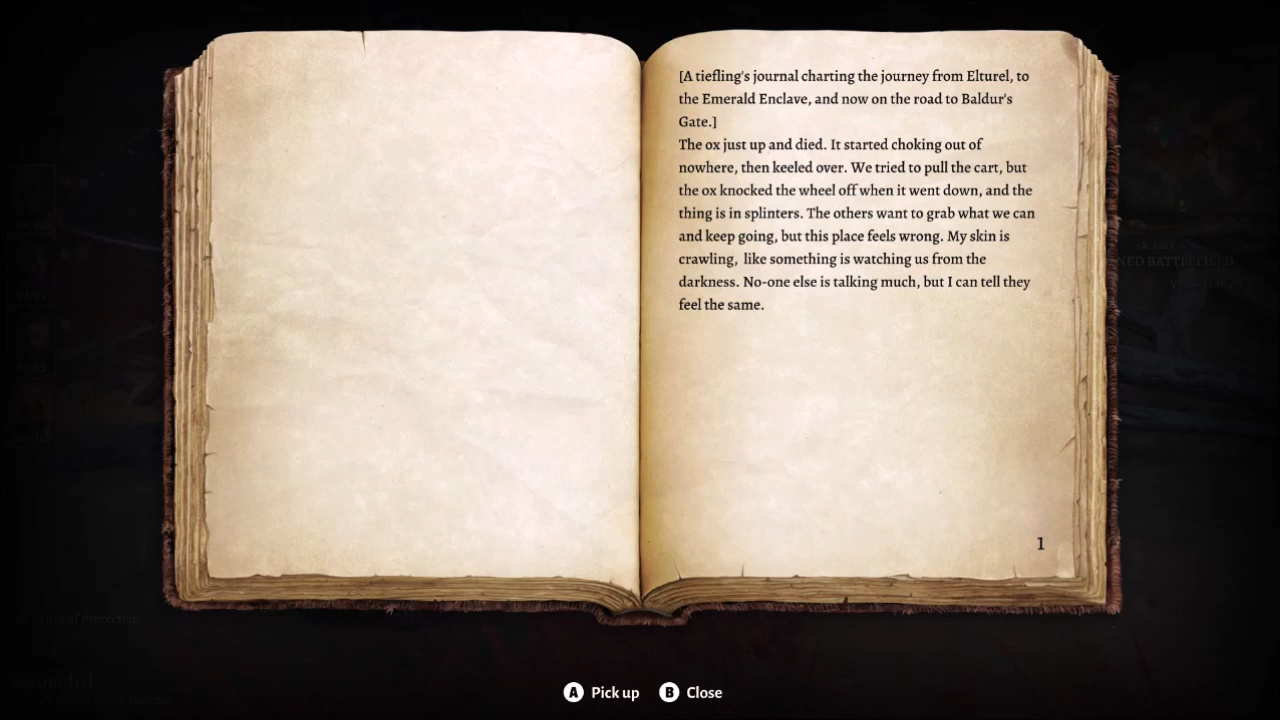 [A tiefling's journal charting the journey from Elturel, to
the Emerald Enclave, and now on the road to Baldur's
Gate.]
The ox just up and died. It started choking out of
nowhere, then keeled over. We tried to pull the cart, but
the ox knocked the wheel off when it went down, and the
thing is in splinters. The others want to grab what we can
and keep going, but this place feels wrong. My skin is
crawling, like something is watching us from the
darkness. No-one else is talking much, but I can tell they
feel the same.
1
NED BATTLEFIELD
of Protection
A Pick up B Close